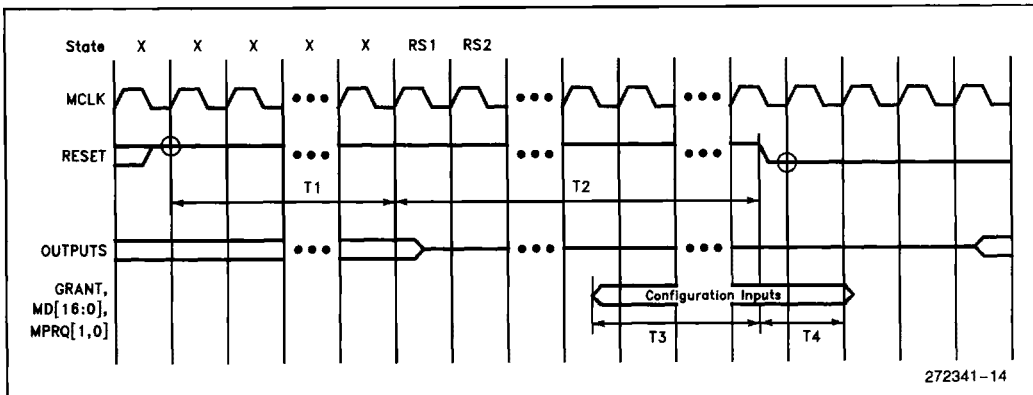 State X X X X X RS1 RS2
MCLK
RESET
T1 T2
OUTPUTS
GRANT,
MD[16:0],
MPRQ[1,0]
Configuration Inputs
T3 T4
272341-14